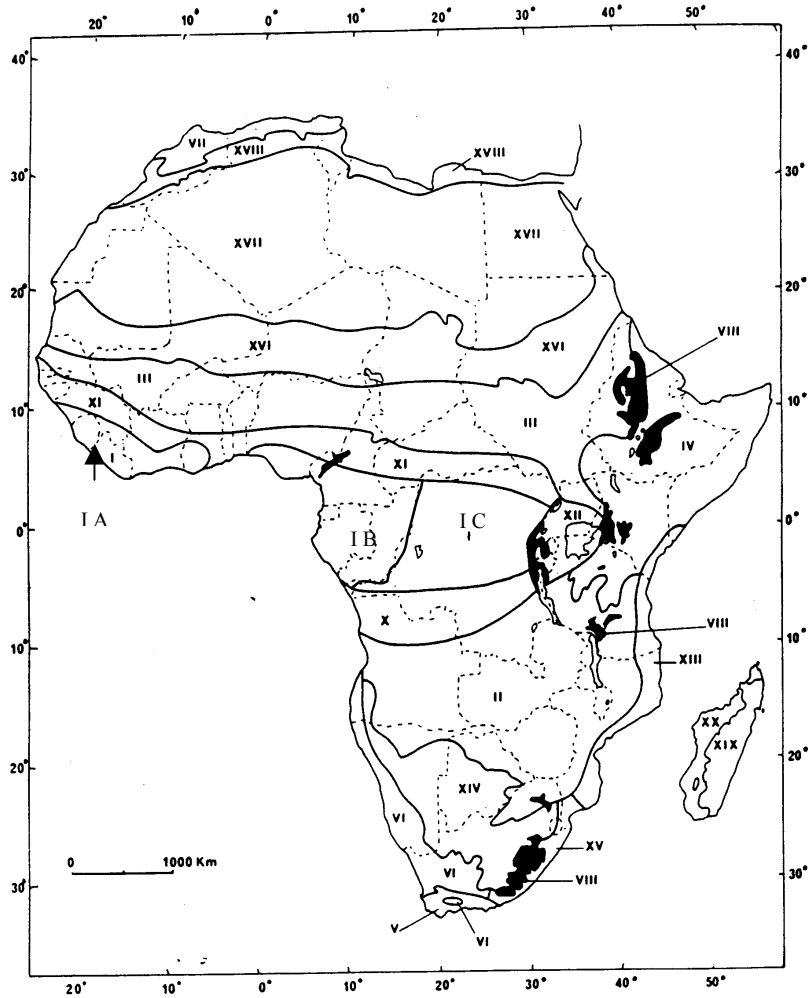 20° 10° 0° 10° 20° 30° 40° 50°
40° 40°
VII XVIII XVIII
30° 30°
XVII XVII
20° 20°
XVI XVI VIII
III
10° XI III IV 10°
I XI
I A I C XII
0° I B 0°
X VIII
10° XIII 10°
II
XX
XIX
20° 20°
XIV
VI
XV
0 1000 Km
30° VI VIII 30°
V VI
20° 10° 0° 10° 20° 30° 40° 50°